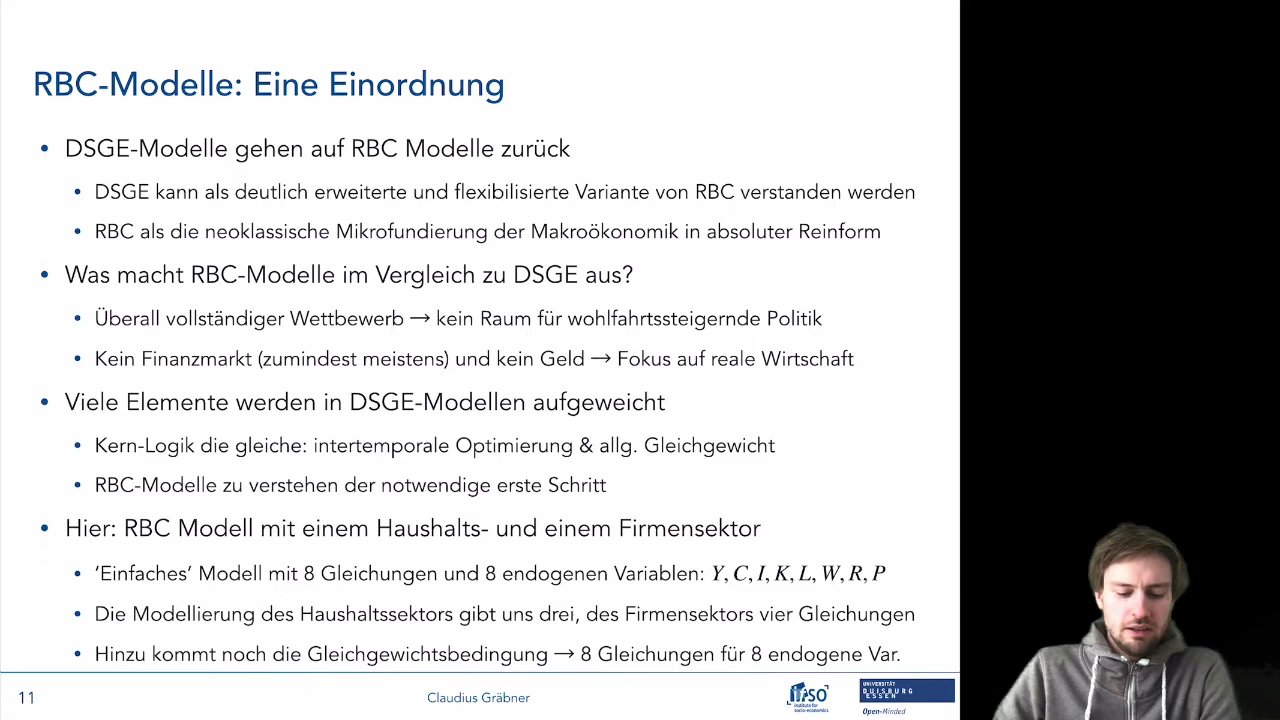 RBC-Modelle: Eine Einordnung
• DSGE-Modelle gehen auf RBC Modelle zurück
• DSGE kann als deutlich erweiterte und flexibilisierte Variante von RBC verstanden werden
• RBC als die neoklassische Mikrofundierung der Makroökonomik in absoluter Reinform
• Was macht RBC-Modelle im Vergleich zu DSGE aus?
• Überall vollständiger Wettbewerb → kein Raum für wohlfahrtssteigernde Politik
• Kein Finanzmarkt (zumindest meistens) und kein Geld → Fokus auf reale Wirtschaft
• Viele Elemente werden in DSGE-Modellen aufgeweicht
• Kern-Logik die gleiche: intertemporale Optimierung & allg. Gleichgewicht
• RBC-Modelle zu verstehen der notwendige erste Schritt
• Hier: RBC Modell mit einem Haushalts- und einem Firmensektor
• ‘Einfaches’ Modell mit 8 Gleichungen und 8 endogenen Variablen: Y, C, I, K, L, W, R, P
• Die Modellierung des Haushaltssektors gibt uns drei, des Firmensektors vier Gleichungen
• Hinzu kommt noch die Gleichgewichtsbedingung → 8 Gleichungen für 8 endogene Var.
11
Claudius Gräbner
ifso
institute for
socio-economics
UNIVERSITÄT
DUISBURG
ESSEN
Open-Minded